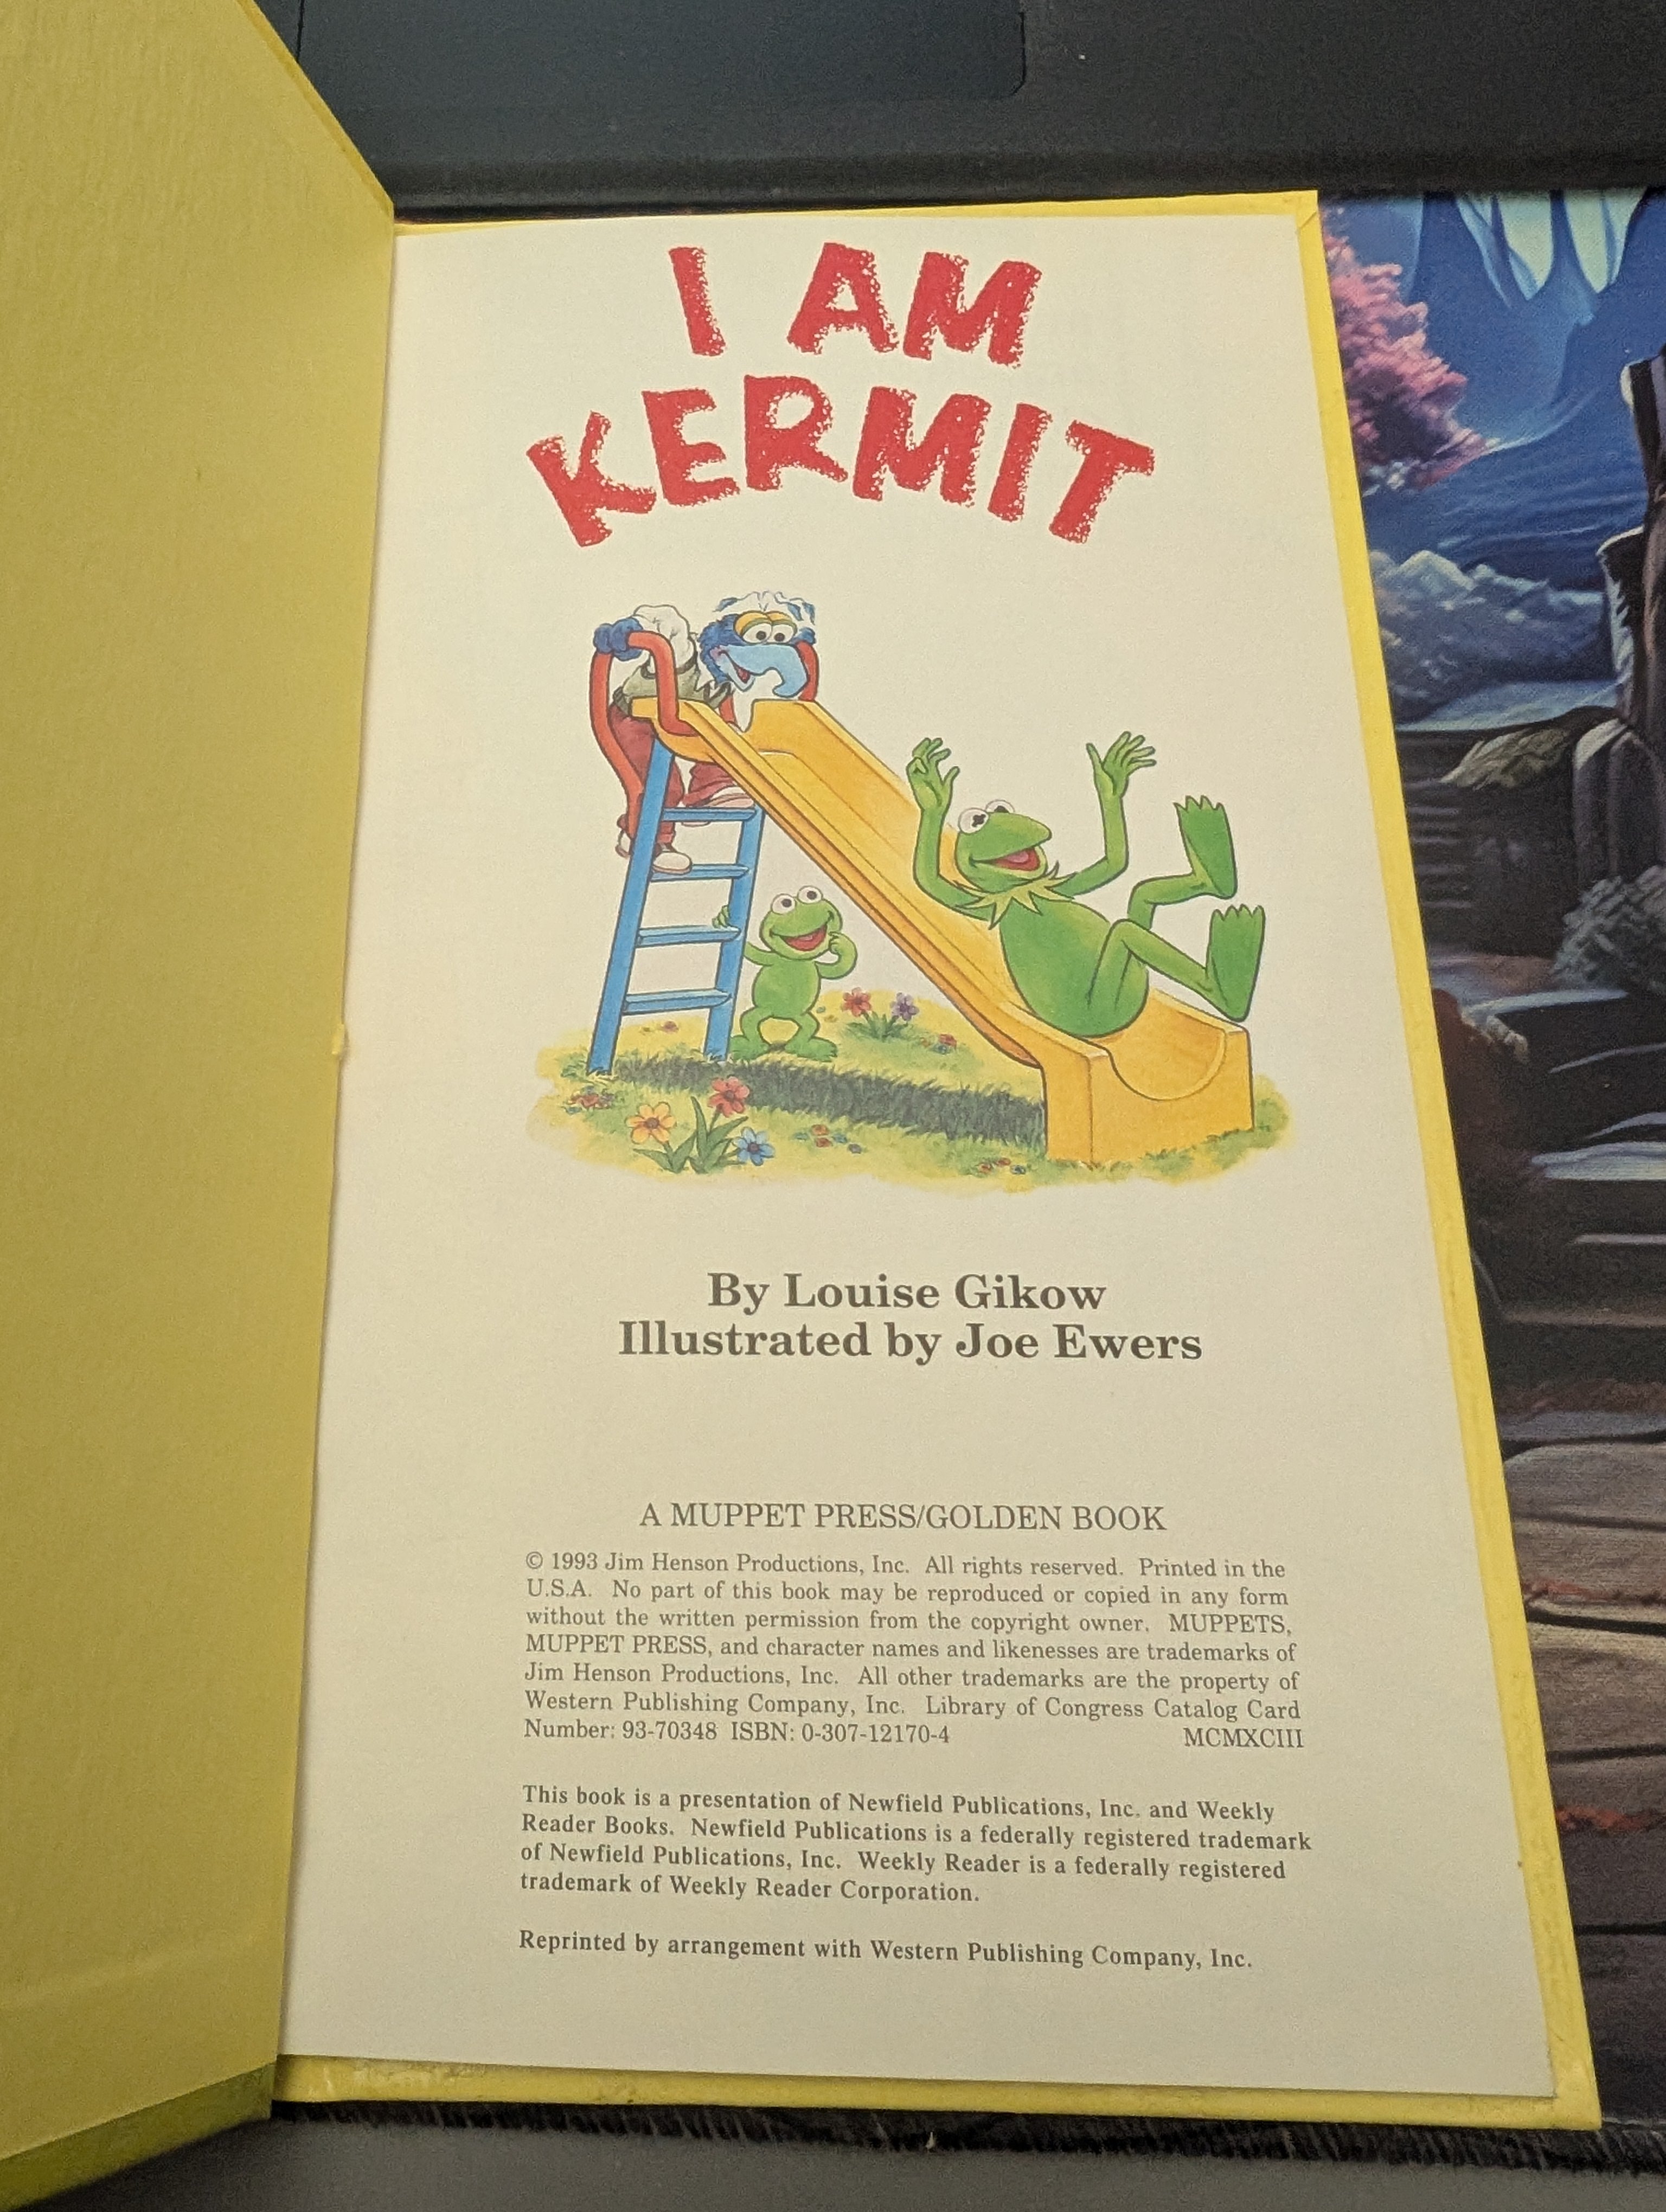 I AM
KERMIT
By Louise Gikow
Illustrated by Joe Ewers
A MUPPET PRESS/GOLDEN BOOK
© 1993 Jim Henson Productions, Inc. All rights reserved. Printed in the
U.S.A. No part of this book may be reproduced or copied in any form
without the written permission from the copyright owner. MUPPETS,
MUPPET PRESS, and character names and likenesses are trademarks of
Jim Henson Productions, Inc. All other trademarks are the property of
Western Publishing Company, Inc. Library of Congress Catalog Card
Number: 93-70348 ISBN: 0-307-12170-4 MCMXCIII
This book is a presentation of Newfield Publications, Inc. and Weekly
Reader Books. Newfield Publications is a federally registered trademark
of Newfield Publications, Inc. Weekly Reader is a federally registered
trademark of Weekly Reader Corporation.
Reprinted by arrangement with Western Publishing Company, Inc.